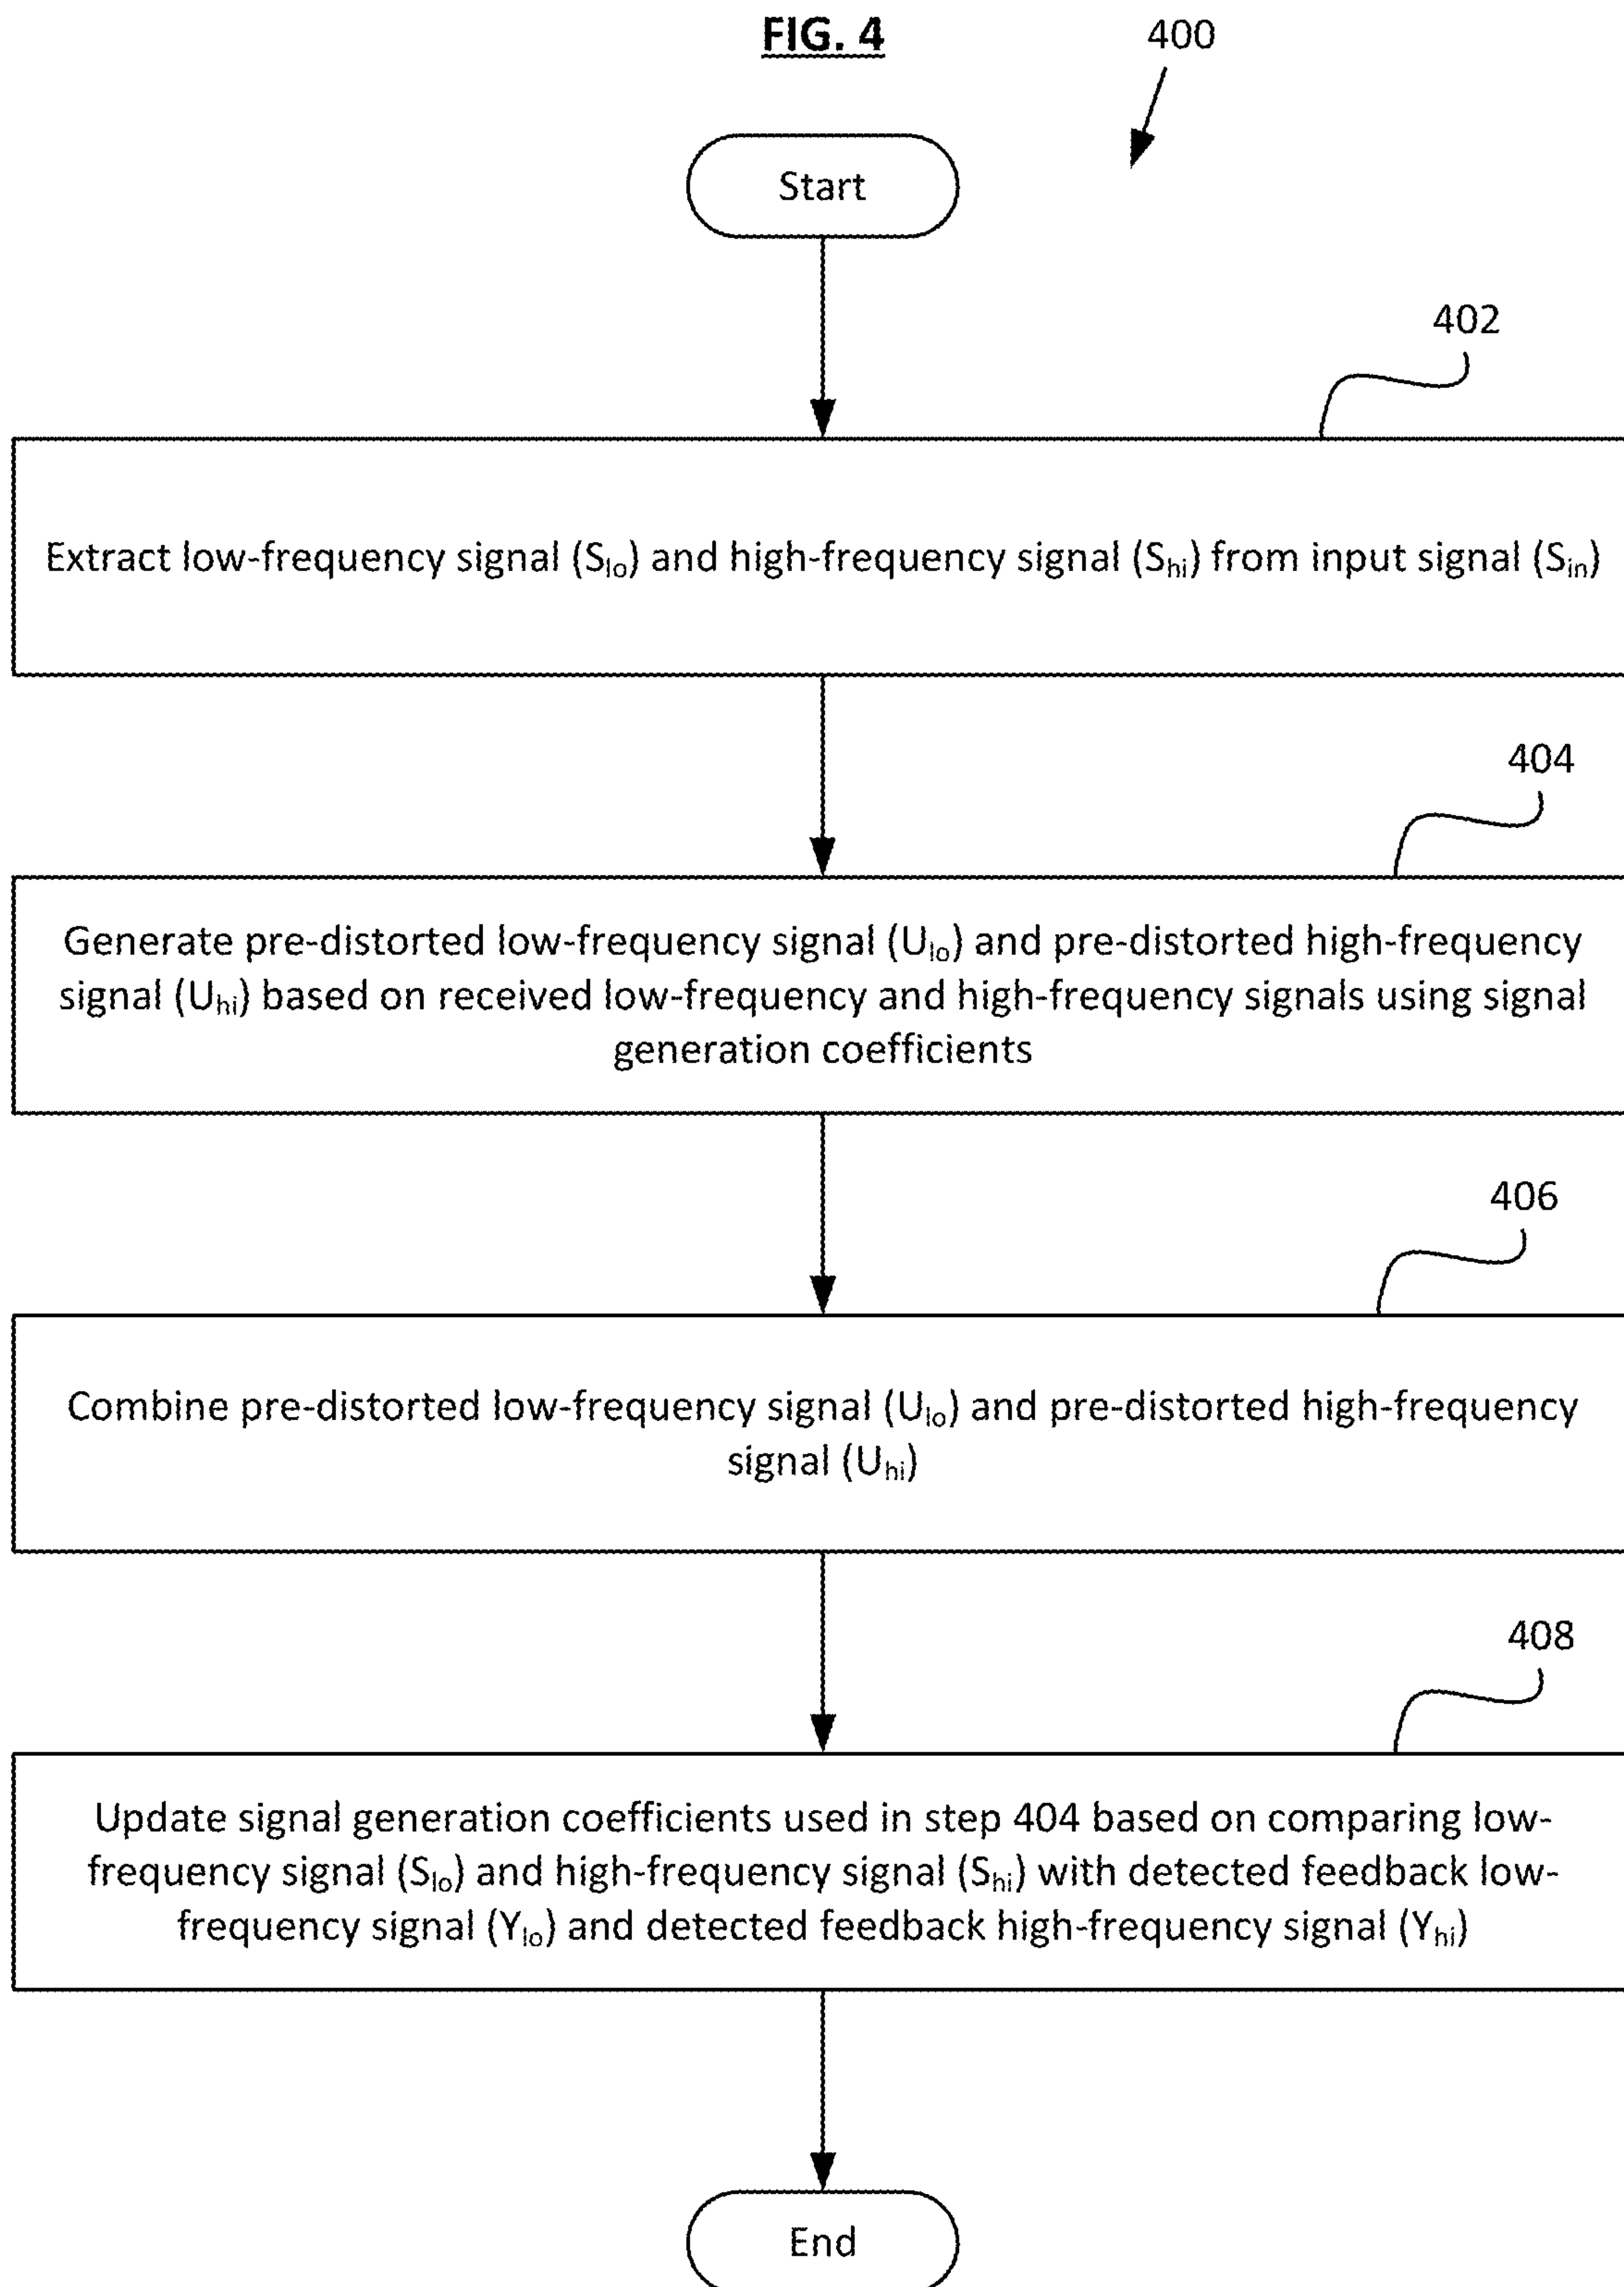 FIG. 4
400
Start
402
Extract low-frequency signal (Slo) and high-frequency signal (Shi) from input signal (Sin)
404
Generate pre-distorted low-frequency signal (Ulo) and pre-distorted high-frequency
signal (Uhi) based on received low-frequency and high-frequency signals using signal
generation coefficients
406
Combine pre-distorted low-frequency signal (Ulo) and pre-distorted high-frequency
signal (Uhi)
408
Update signal generation coefficients used in step 404 based on comparing low-
frequency signal (Slo) and high-frequency signal (Shi) with detected feedback low-
frequency signal (Ylo) and detected feedback high-frequency signal (Yhi)
End